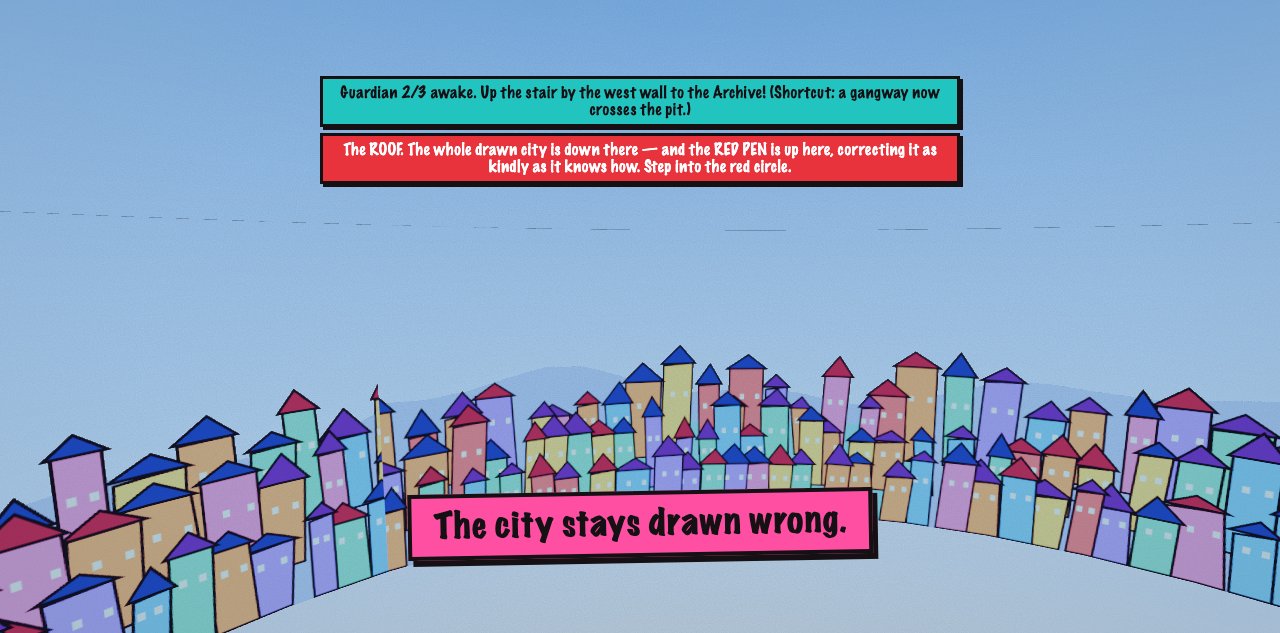 Guardian 2/3 awake. Up the stair by the west wall to the Archive! (Shortcut: a gangway now
crosses the pit.)
The ROOF. The whole drawn city is down there — and the RED PEN is up here, correcting it as
kindly as it knows how. Step into the red circle.
The city stays drawn wrong.